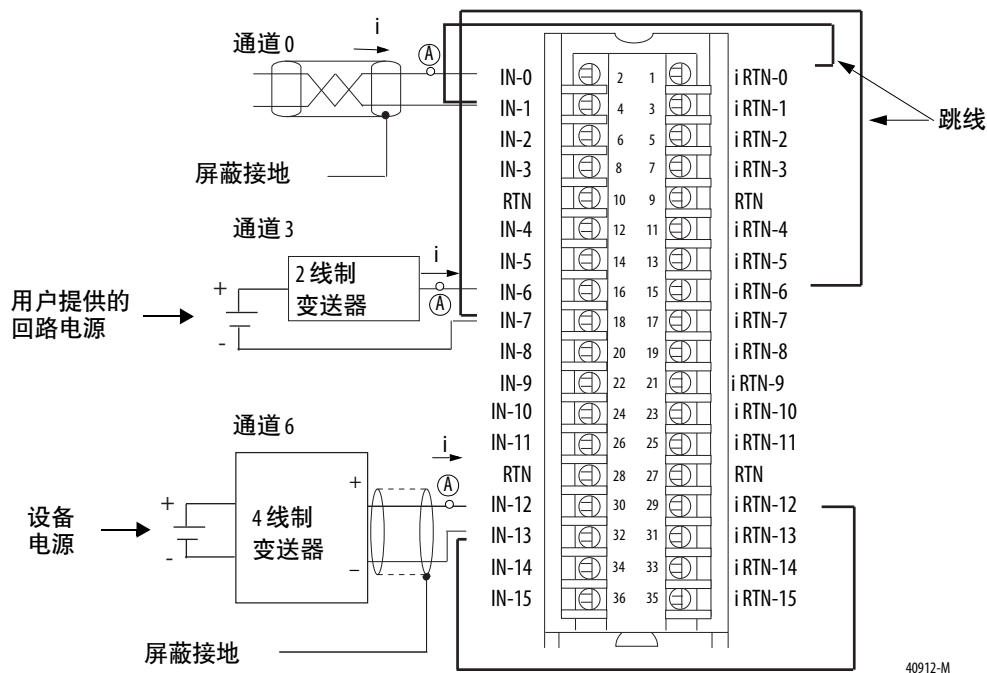 通道0
i
A
跳线
屏蔽接地
通道3
i
A
2线制
变送器
+
-
用户提供的
回路电源
通道6
i
A
+
-
4线制
变送器
+
-
设备
电源
屏蔽接地
IN-0 2 1 i RTN-0
IN-1 4 3 i RTN-1
IN-2 6 5 i RTN-2
IN-3 8 7 i RTN-3
RTN 10 9 RTN
IN-4 12 11 i RTN-4
IN-5 14 13 i RTN-5
IN-6 16 15 i RTN-6
IN-7 18 17 i RTN-7
IN-8 20 19 i RTN-8
IN-9 22 21 i RTN-9
IN-10 24 23 i RTN-10
IN-11 26 25 i RTN-11
RTN 28 27 RTN
IN-12 30 29 i RTN-12
IN-13 32 31 i RTN-13
IN-14 34 33 i RTN-14
IN-15 36 35 i RTN-15
40912-M